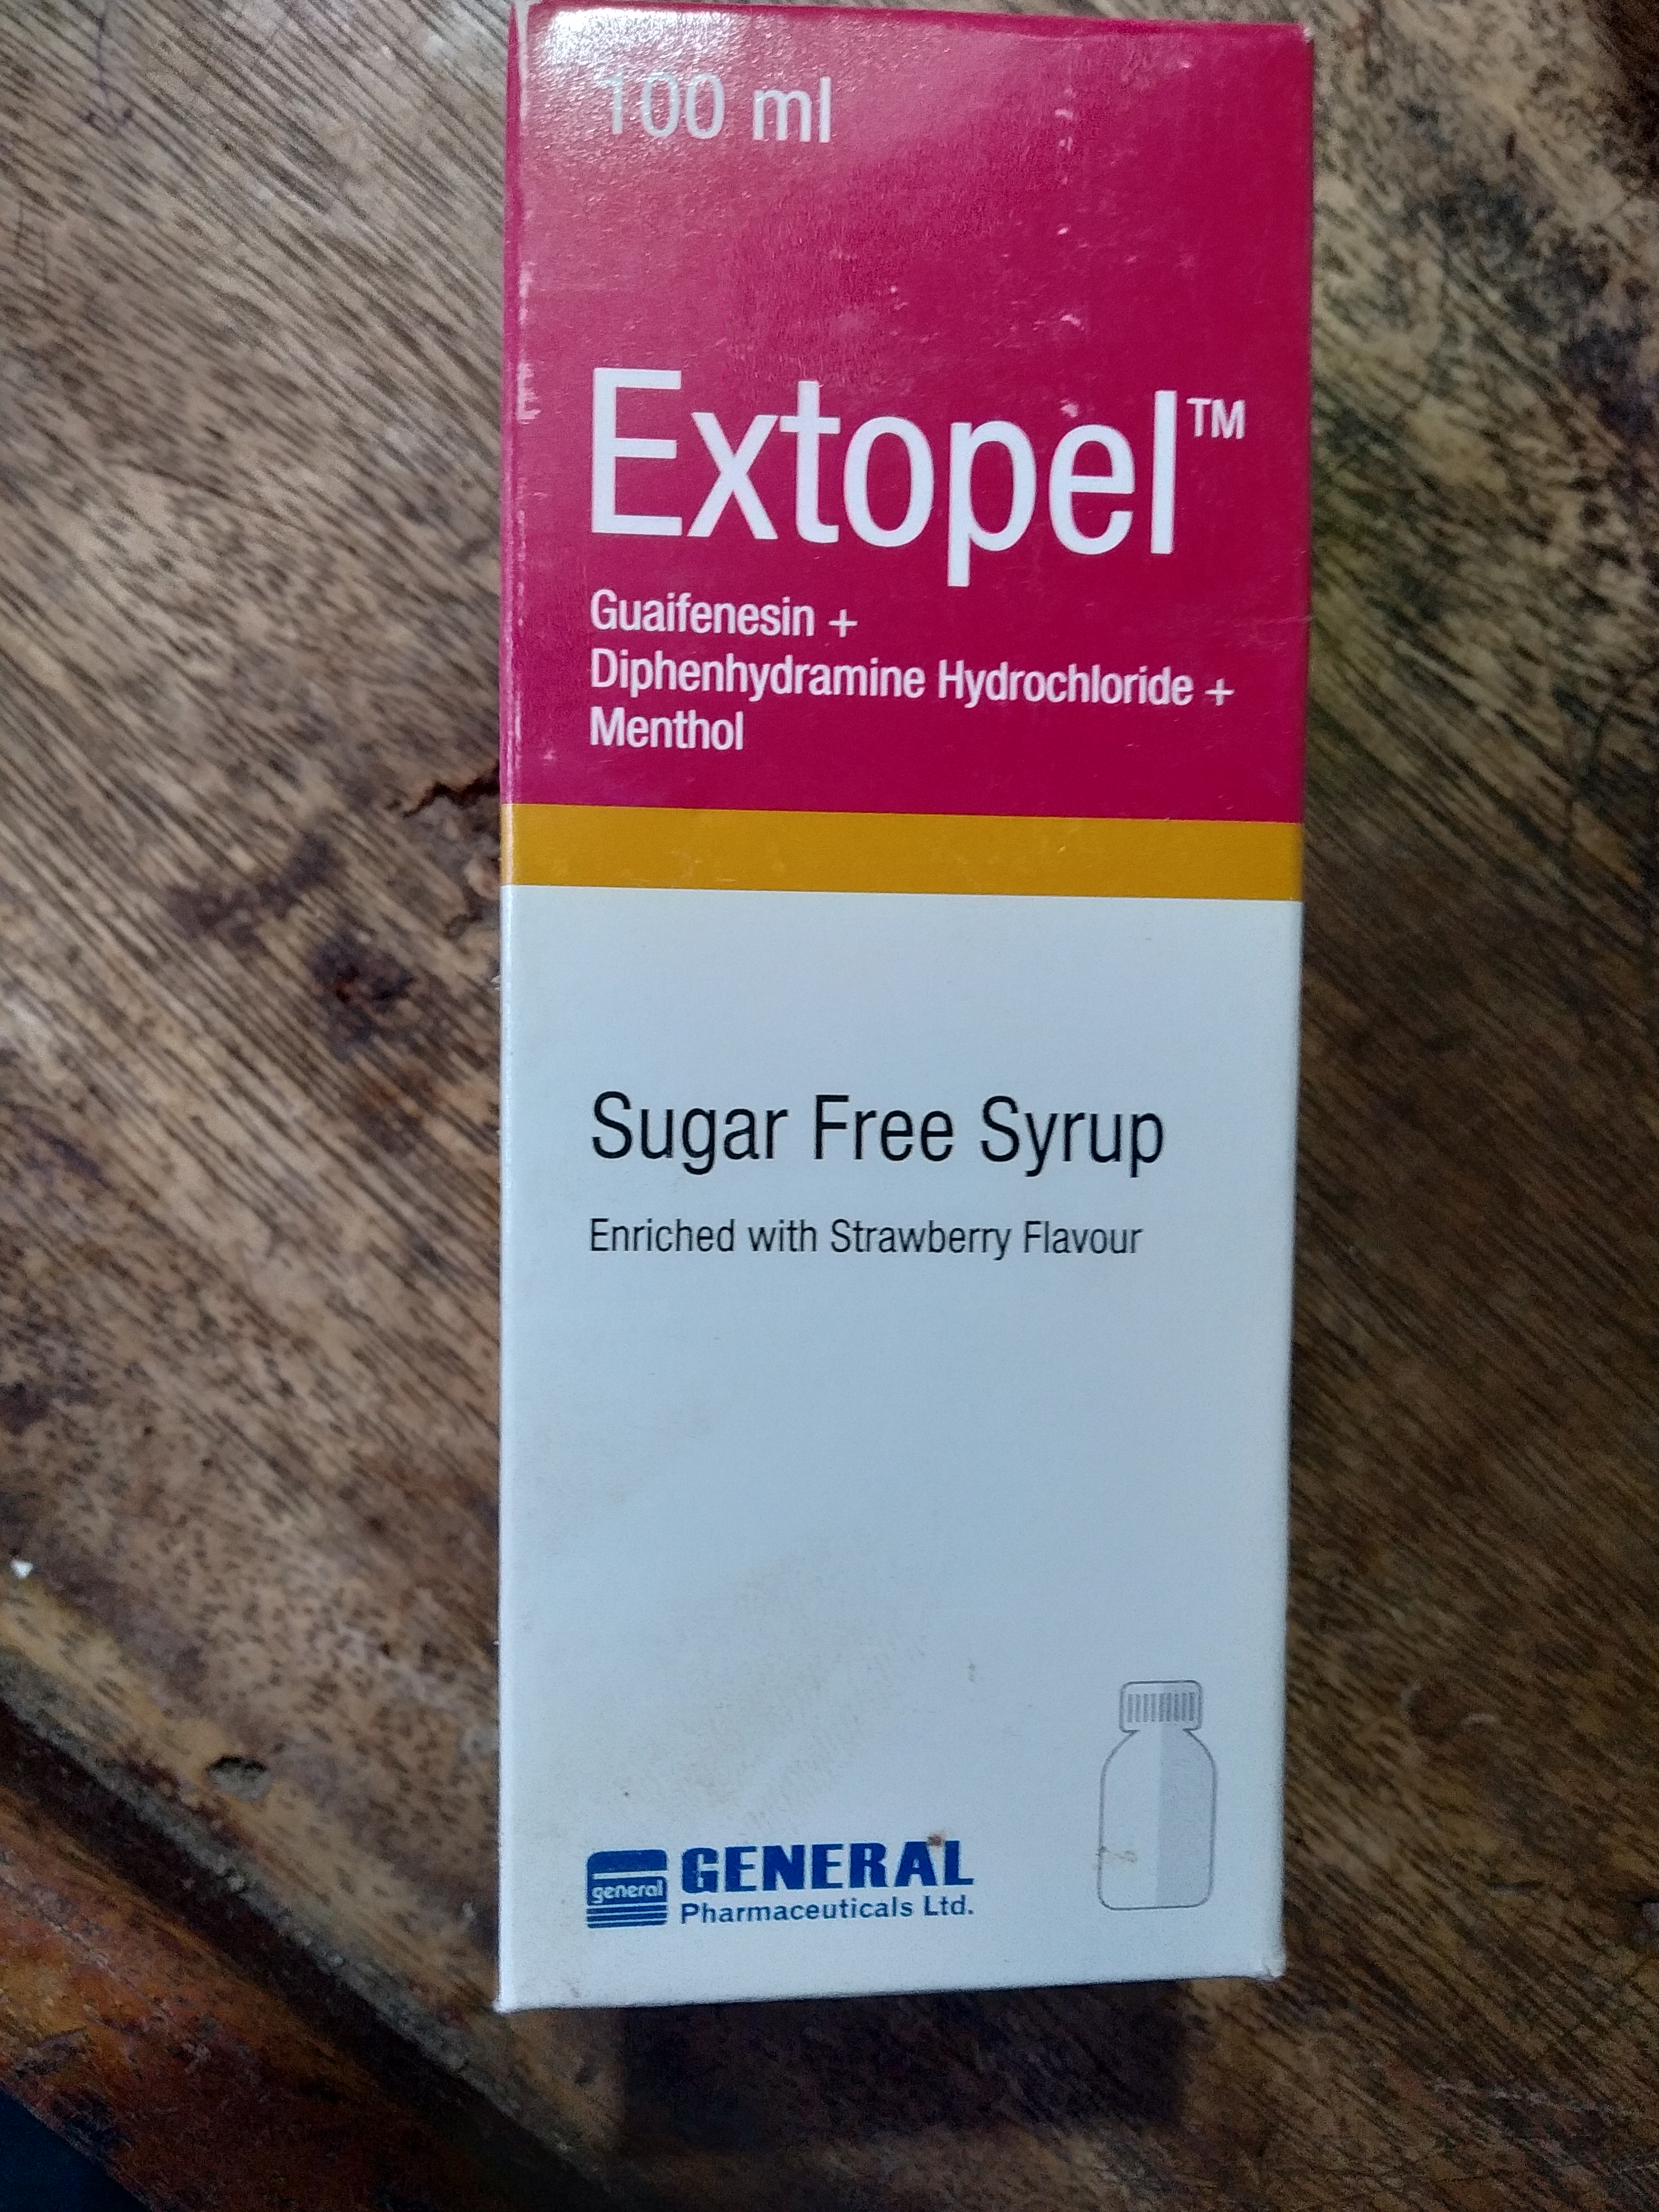 100 ml
Extopel™
Guaifenesin +
Diphenhydramine Hydrochloride +
Menthol
Sugar Free Syrup
Enriched with Strawberry Flavour
general
GENERAL
Pharmaceuticals Ltd.